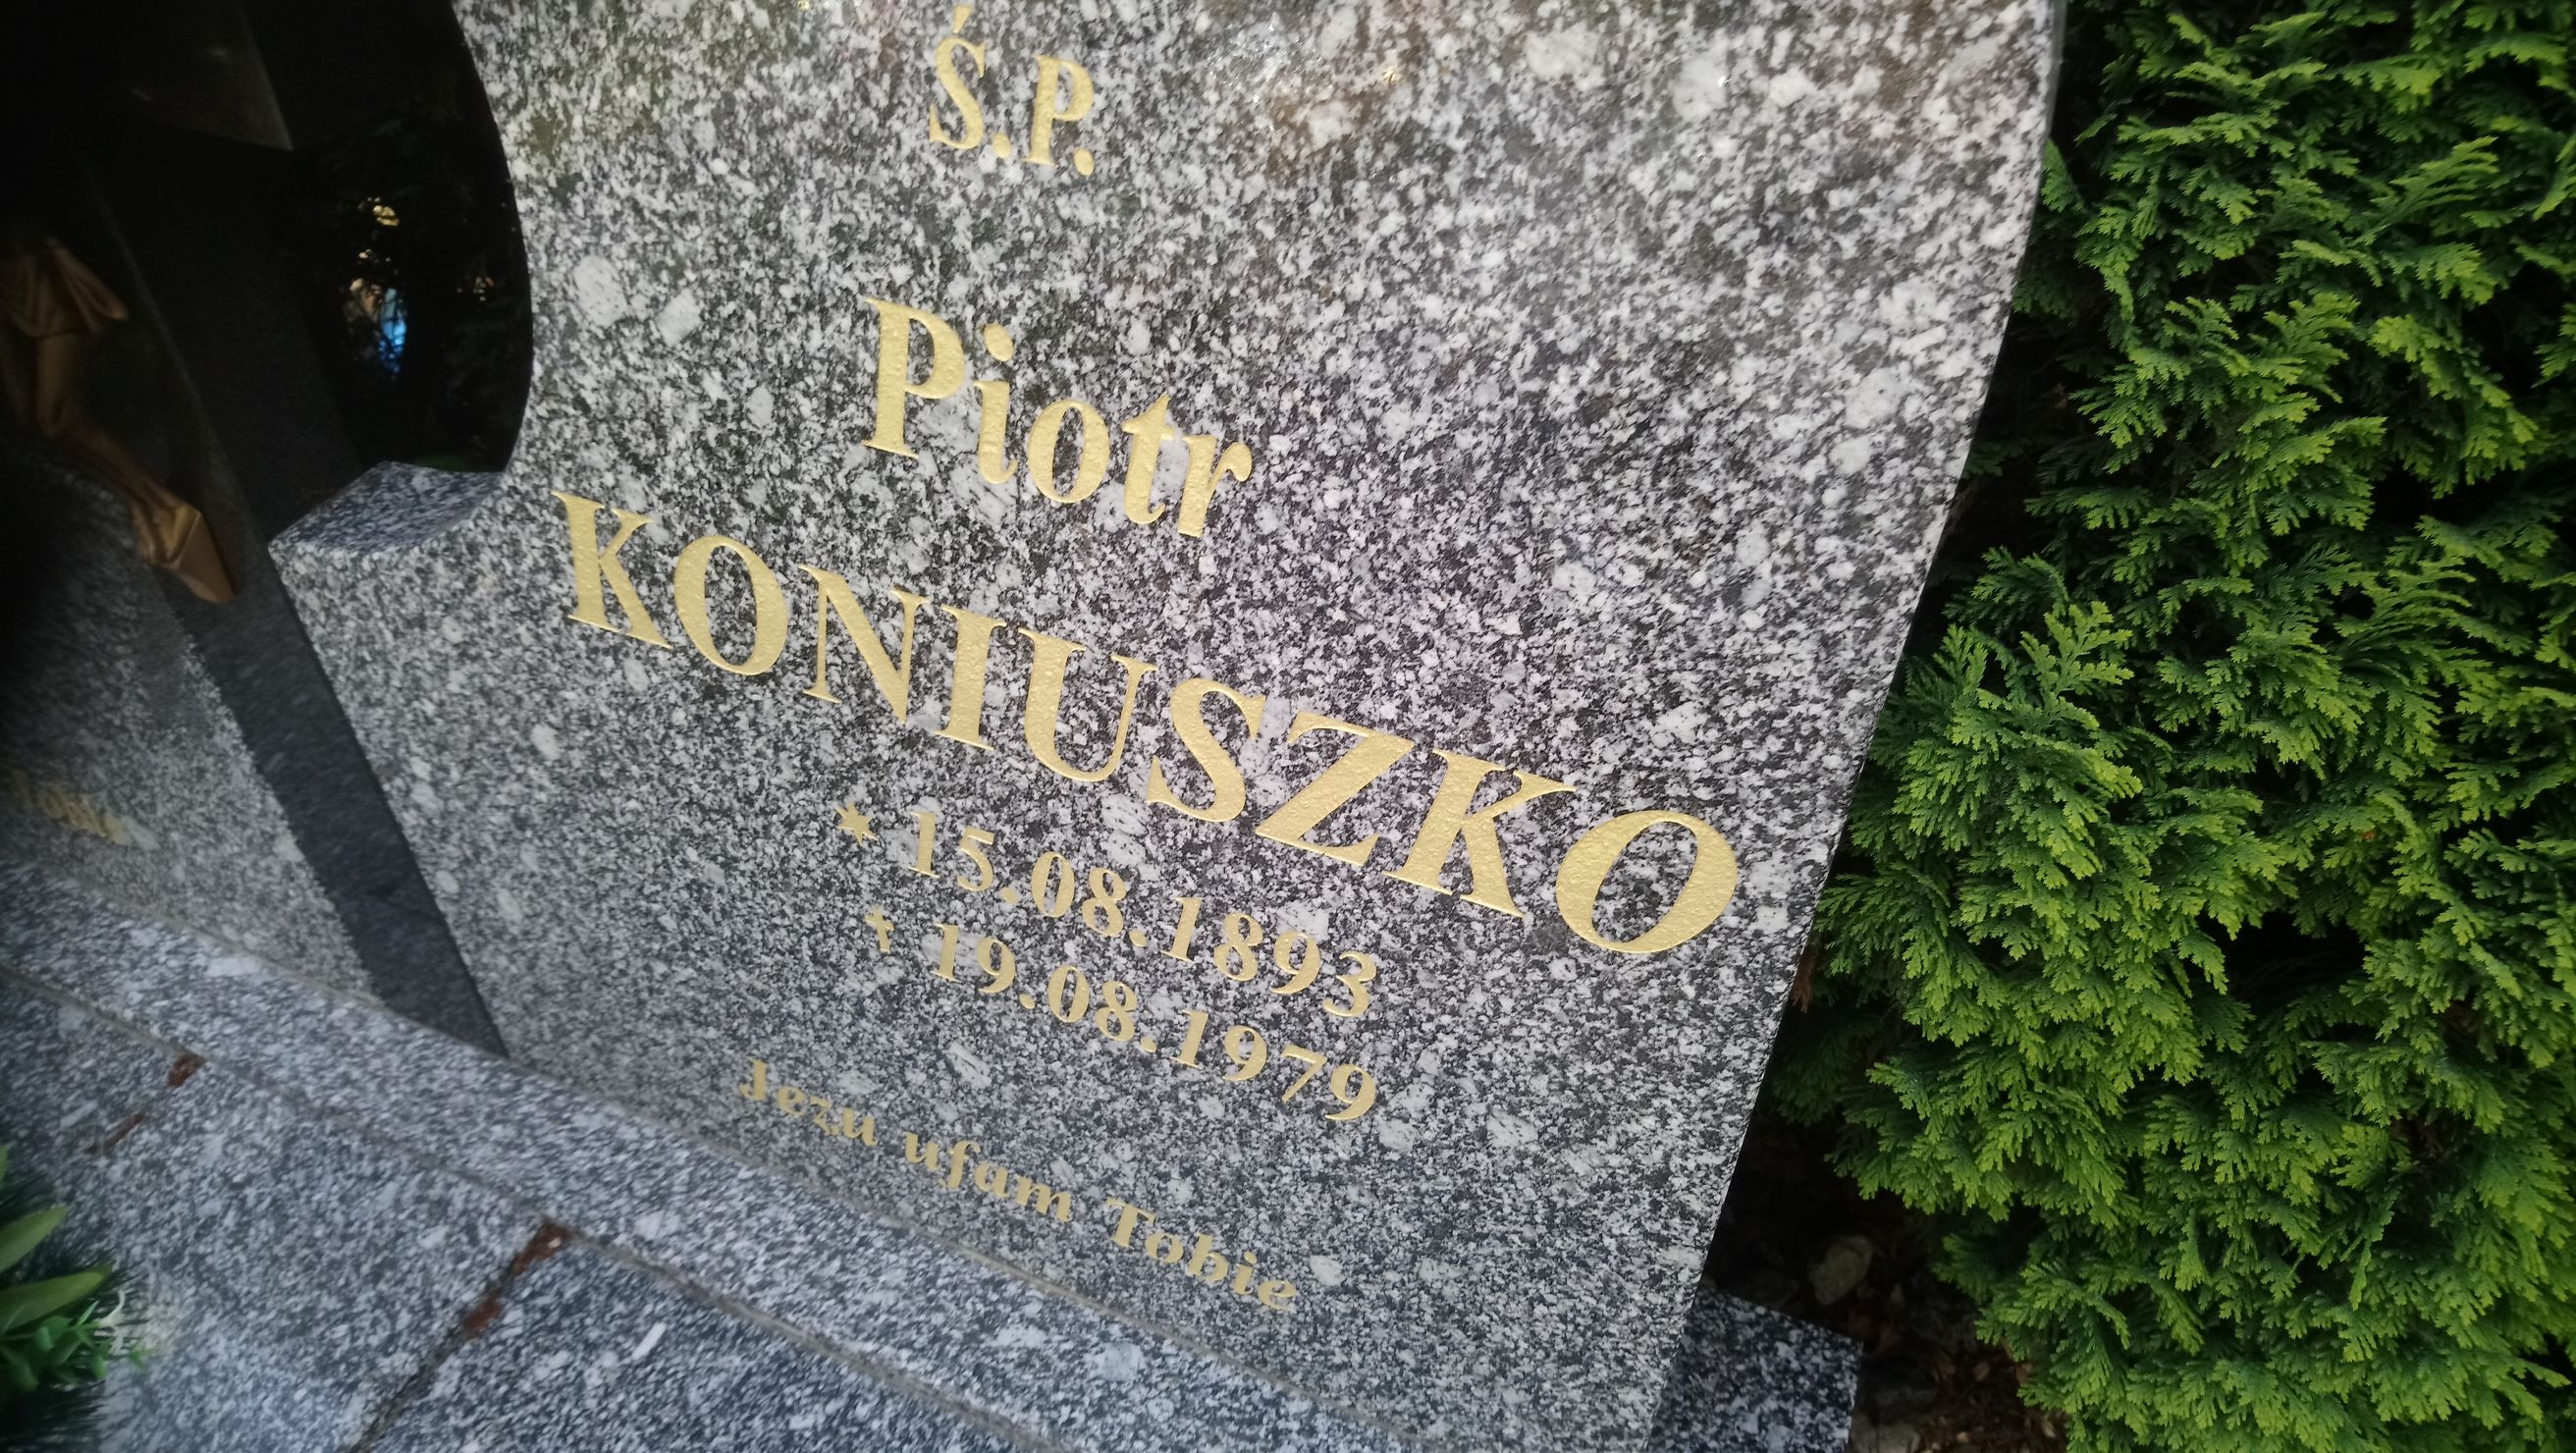 Ś.P.
Piotr
KONIUSZKO
* 15.08.1893
† 19.08.1979
Jezu ufam Tobie